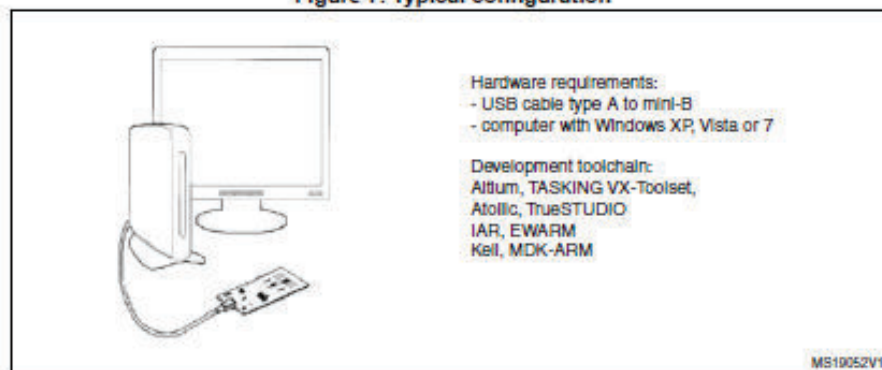 Figure 1. Typical configuration
Hardware requirements:
- USB cable type A to mini-B
- computer with Windows XP, Vista or 7
Development toolchain:
Altium, TASKING VX-Toolset,
Atollic, TrueSTUDIO
IAR, EWARM
Keil, MDK-ARM
MS19052V1